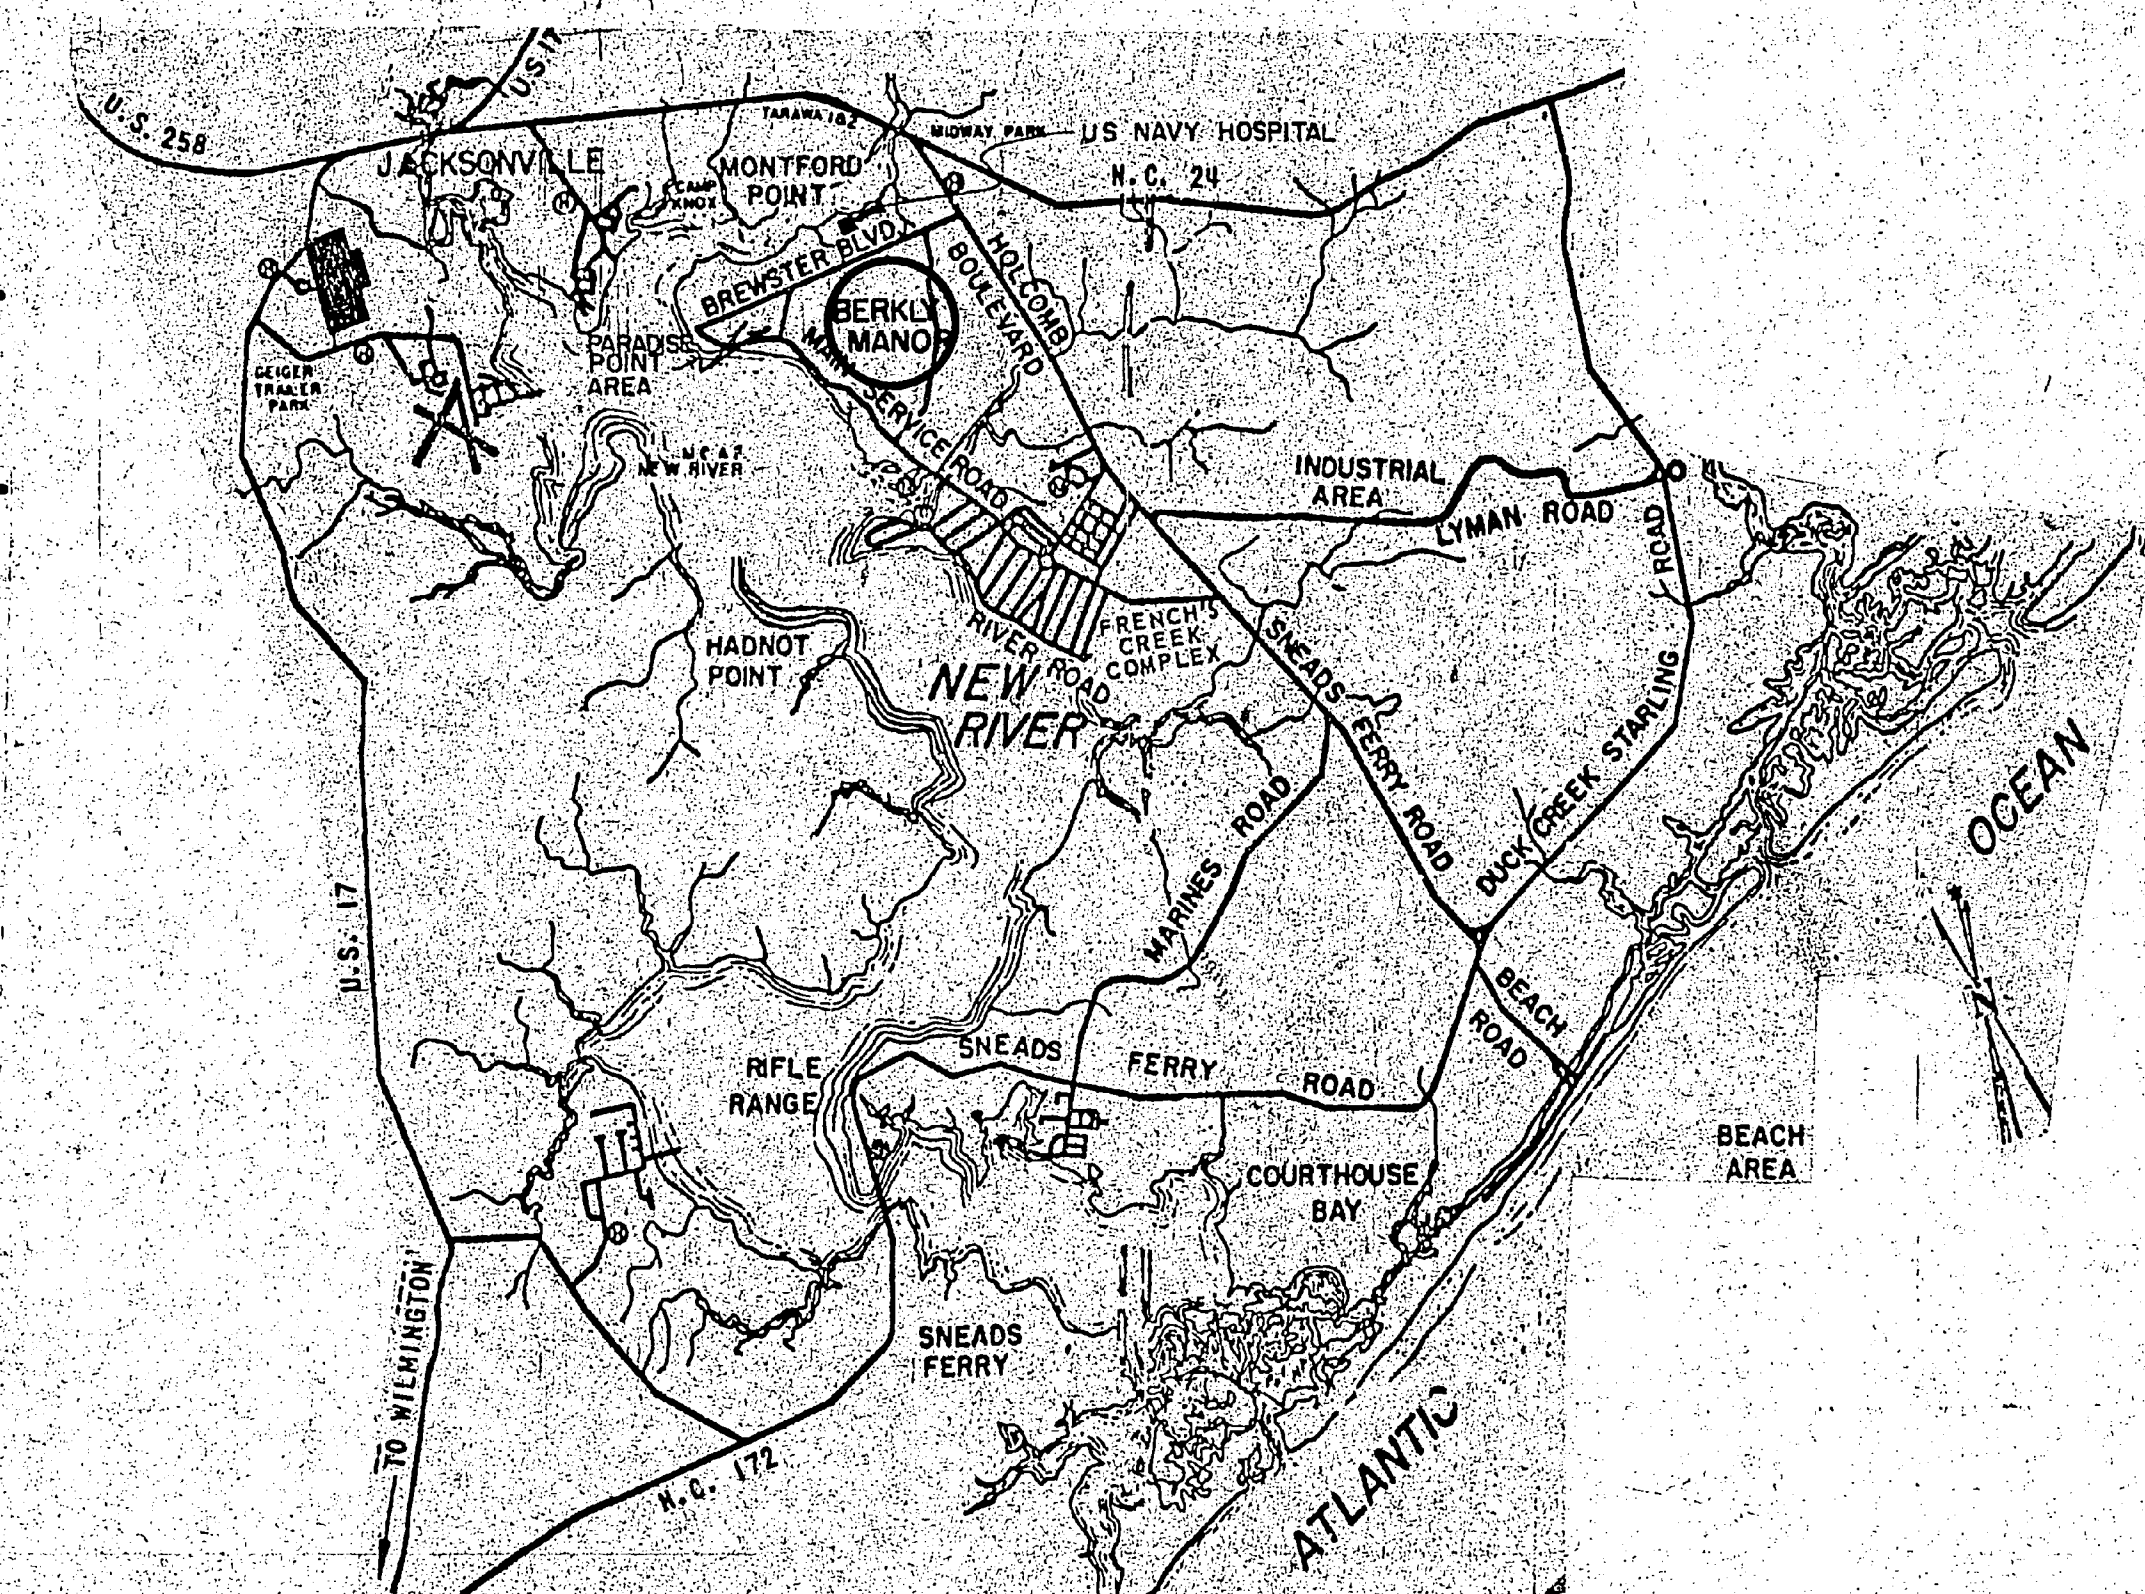 U.S. 17
U.S. 258
TARAWA 1&2
MIDWAY PARK
US NAVY HOSPITAL
JACKSONVILLE
MONTFORD
POINT
N.C. 24
CAMP
KNOX
H
H
BREWSTER BLVD.
HOLCOMB
BOULEVARD
H
BERKLY
MANOR
PARADISE
POINT
AREA
MAIN SERVICE ROAD
H
GEIGER
TRAILER
PARK
M C A F
NEW RIVER
H
INDUSTRIAL
AREA
LYMAN ROAD
FRENCH'S
CREEK
COMPLEX
RIVER ROAD
HADNOT
POINT
NEW
RIVER
SNEADS FERRY ROAD
DUCK CREEK STARLING ROAD
MARINES ROAD
OCEAN
U.S. 17
BEACH
ROAD
RIFLE
RANGE
SNEADS FERRY ROAD
BEACH
AREA
COURTHOUSE
BAY
H
TO WILMINGTON
SNEADS
FERRY
N.C. 172
ATLANTIC